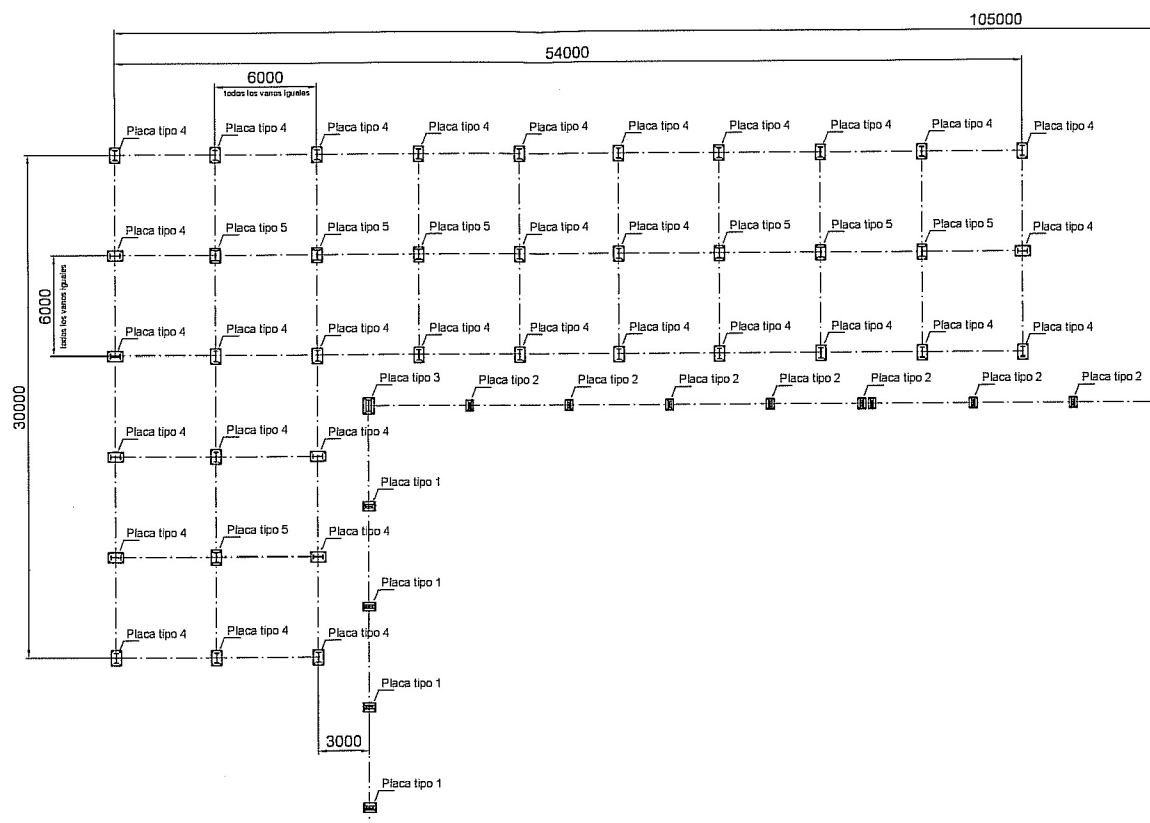 105000
54000
6000
todos los vanos iguales
Placa tipo 4 Placa tipo 4 Placa tipo 4 Placa tipo 4 Placa tipo 4 Placa tipo 4 Placa tipo 4 Placa tipo 4 Placa tipo 4 Placa tipo 4
Placa tipo 4 Placa tipo 5 Placa tipo 5 Placa tipo 5 Placa tipo 4 Placa tipo 4 Placa tipo 5 Placa tipo 5 Placa tipo 5 Placa tipo 4
6000
todos los vanos iguales
Placa tipo 4 Placa tipo 4 Placa tipo 4 Placa tipo 4 Placa tipo 4 Placa tipo 4 Placa tipo 4 Placa tipo 4 Placa tipo 4 Placa tipo 4
30000
Placa tipo 3 Placa tipo 2 Placa tipo 2 Placa tipo 2 Placa tipo 2 Placa tipo 2 Placa tipo 2 Placa tipo 2
Placa tipo 4 Placa tipo 4 Placa tipo 4
Placa tipo 1
Placa tipo 4 Placa tipo 5 Placa tipo 4
Placa tipo 1
Placa tipo 4 Placa tipo 4 Placa tipo 4
Placa tipo 1
3000
Placa tipo 1